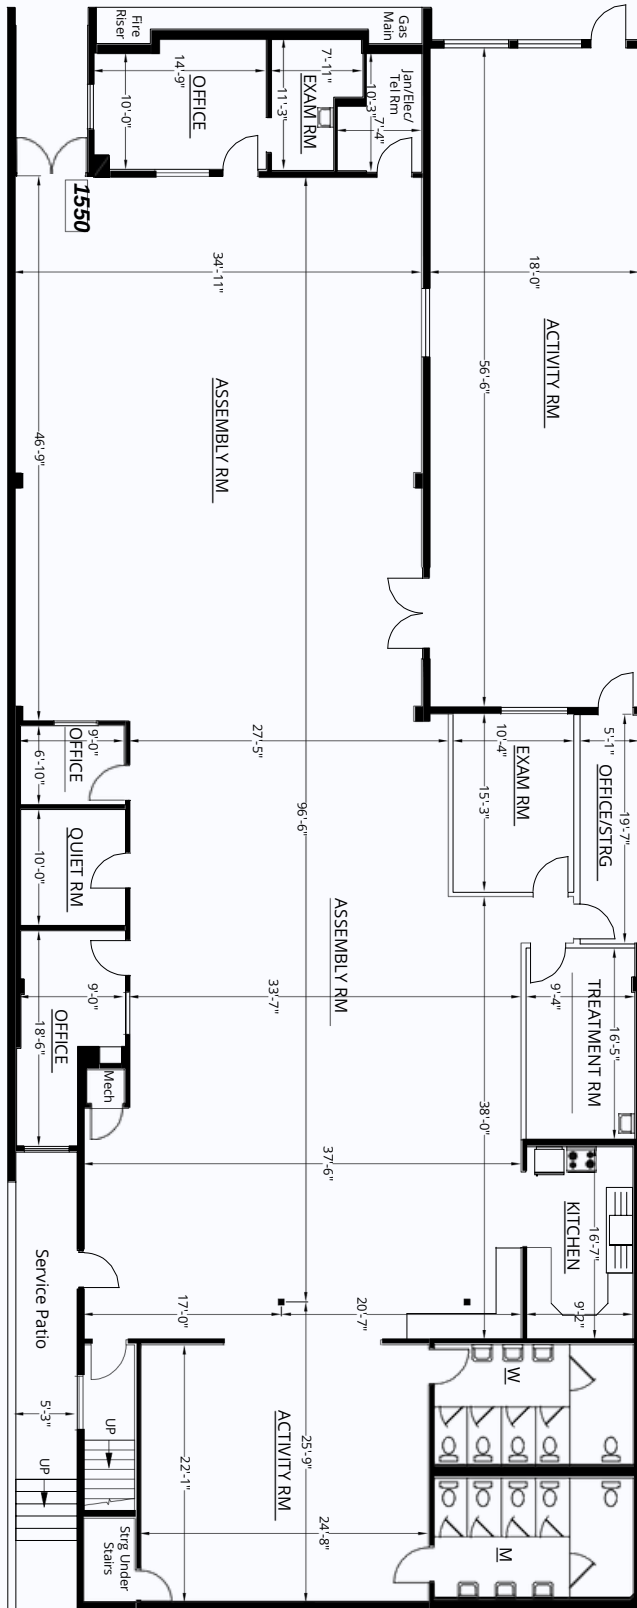 Fire
Riser
Gas
Main
14'-9"
10'-0"
OFFICE
7'-11"
11'-3"
EXAM RM
Jan/Elec/
Tel Rm
10'-3"
7'-4"
1550
34'-11"
18'-0"
ACTIVITY RM
56'-6"
ASSEMBLY RM
46'-9"
9'-0"
OFFICE
6'-10"
27'-5"
10'-4"
EXAM RM
15'-3"
5'-1"
OFFICE/STRG
19'-7"
96'-6"
QUIET RM
10'-0"
ASSEMBLY RM
9'-0"
OFFICE
18'-6"
33'-7"
9'-4"
TREATMENT RM
16'-5"
Mech
38'-0"
37'-6"
KITCHEN
16'-7"
9'-2"
Service Patio
17'-0"
20'-7"
W
5'-3"
UP
UP
ACTIVITY RM
25'-9"
22'-1"
24'-8"
M
Strg Under
Stairs